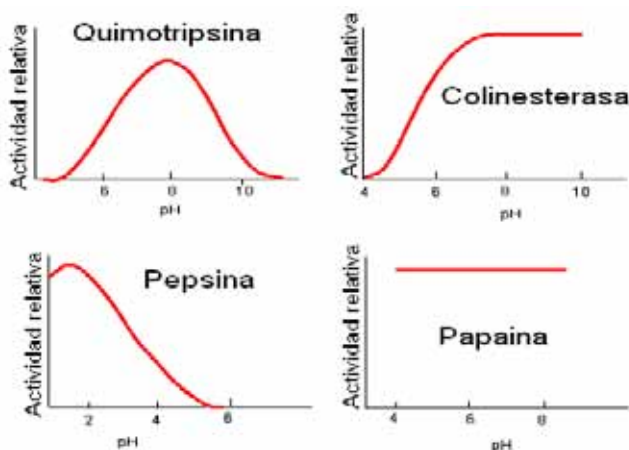 Quimotripsina
Actividad relativa
6 8 10
pH
Colinesterasa
Actividad relativa
4 6 8 10
pH
Pepsina
Actividad relativa
2 4 6
pH
Papaina
Actividad relativa
4 6 8
pH